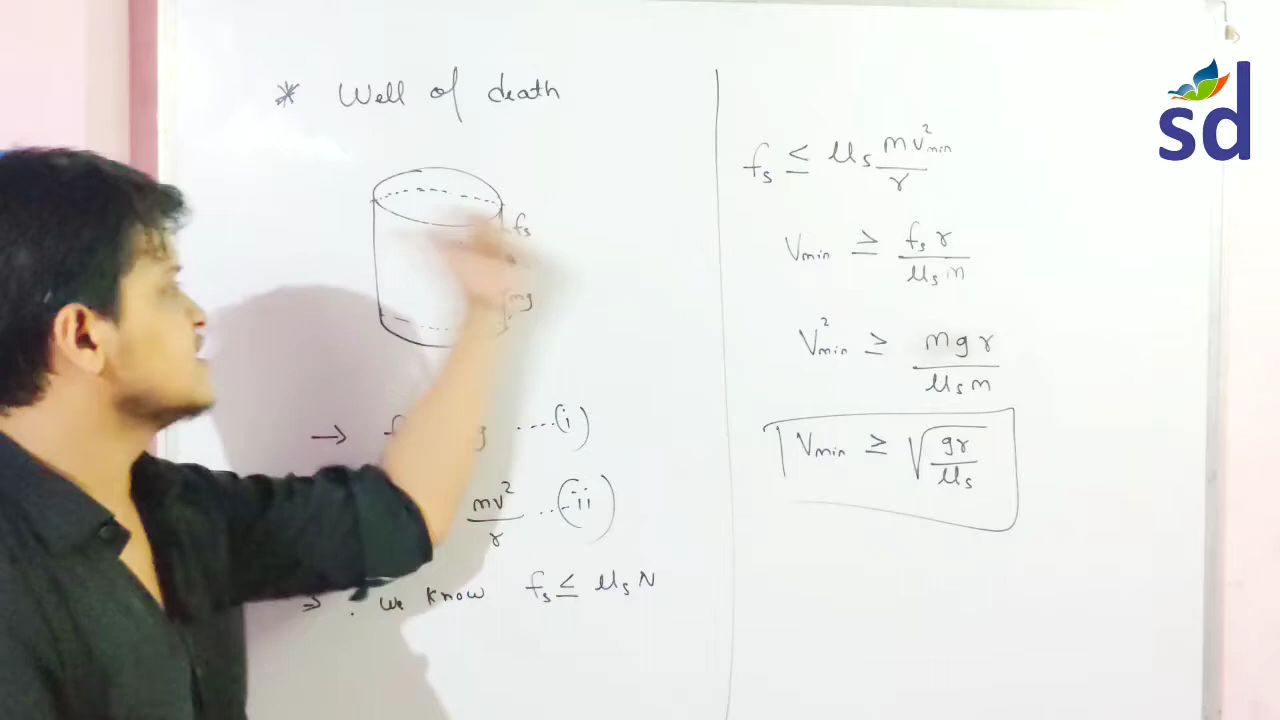 * Well of death
fs
mg
→ f g ....(i)
mv²
r ...(ii)
⇒ . We know fs ≤ μs N
fs ≤ μs mv²min
r
Vmin ≥ fs r
μs m
V²min ≥ mgr
μs m
Vmin ≥ √gr
μs
sd